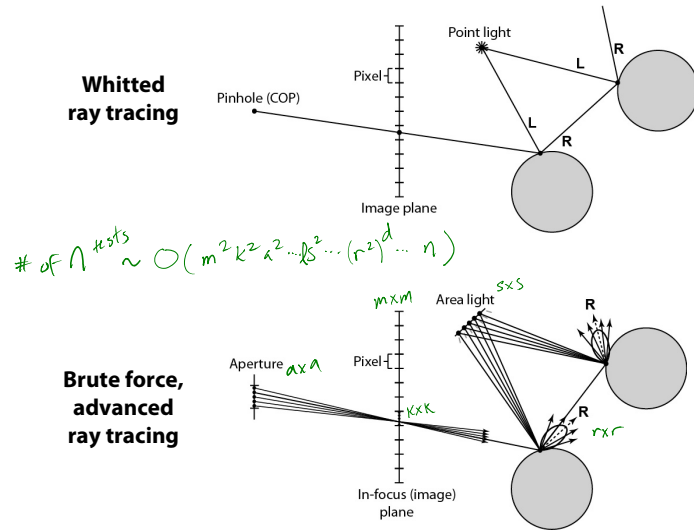 Point light
R
L
Whitted
ray tracing
Pixel
Pinhole (COP)
L
R
Image plane
# of ∩ tests ~ O( m² k² a² ... ℓs² ... (r²)^d ... n )
s×s
m×m
Area light
R
Aperture
a×a
Pixel
Brute force,
advanced
ray tracing
k×k
R
r×r
In-focus (image)
plane